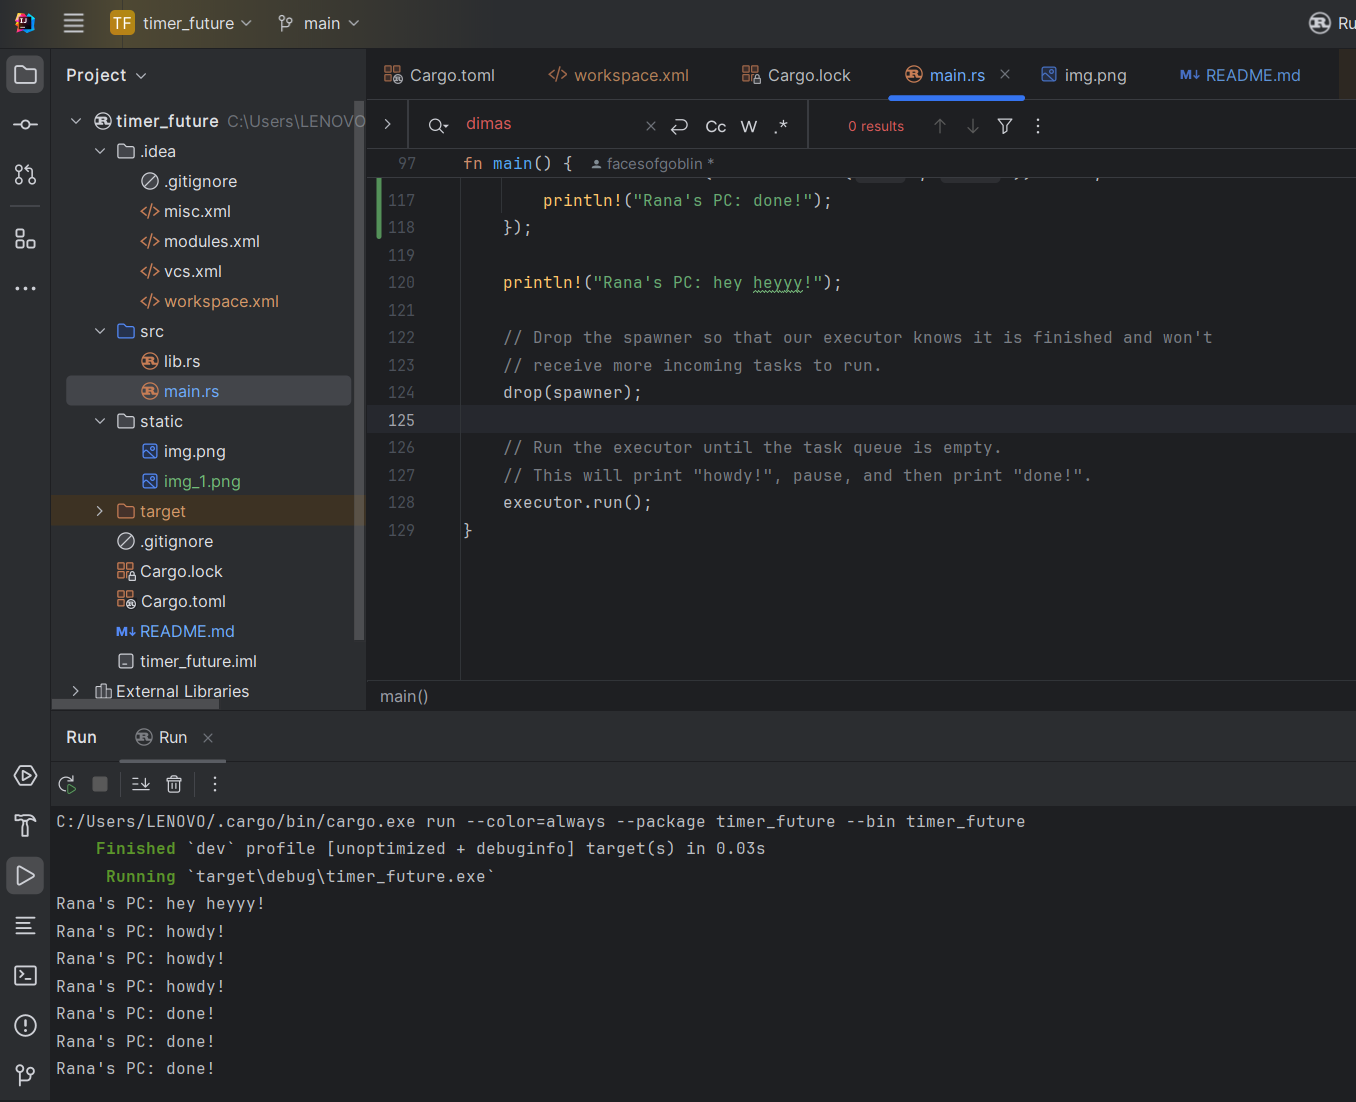 TF timer_future main Ru
Project
Cargo.toml workspace.xml Cargo.lock main.rs img.png README.md
dimas Cc W .* 0 results
timer_future C:\Users\LENOVO
.idea
.gitignore
misc.xml
modules.xml
vcs.xml
workspace.xml
src
lib.rs
main.rs
static
img.png
img_1.png
target
.gitignore
Cargo.lock
Cargo.toml
README.md
timer_future.iml
External Libraries
97 fn main() { facesofgoblin *
117 println!("Rana's PC: done!");
118 });
119
120 println!("Rana's PC: hey heyyy!");
121
122 // Drop the spawner so that our executor knows it is finished and won't
123 // receive more incoming tasks to run.
124 drop(spawner);
125
126 // Run the executor until the task queue is empty.
127 // This will print "howdy!", pause, and then print "done!".
128 executor.run();
129 }
main()
Run Run
C:/Users/LENOVO/.cargo/bin/cargo.exe run --color=always --package timer_future --bin timer_future
Finished `dev` profile [unoptimized + debuginfo] target(s) in 0.03s
Running `target\debug\timer_future.exe`
Rana's PC: hey heyyy!
Rana's PC: howdy!
Rana's PC: howdy!
Rana's PC: howdy!
Rana's PC: done!
Rana's PC: done!
Rana's PC: done!